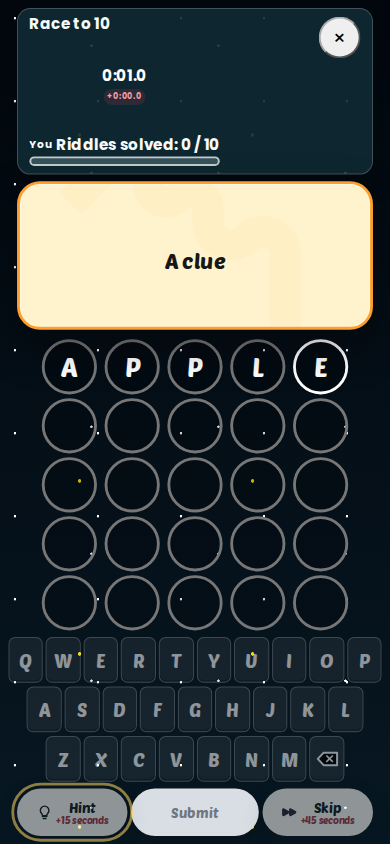 Race to 10
×
0:01.0
+0:00.0
You Riddles solved: 0 / 10
A clue
A P P L E
Q W E R T Y U I O P
A S D F G H J K L
Z X C V B N M
Hint
+15 seconds
Submit
Skip
+45 seconds